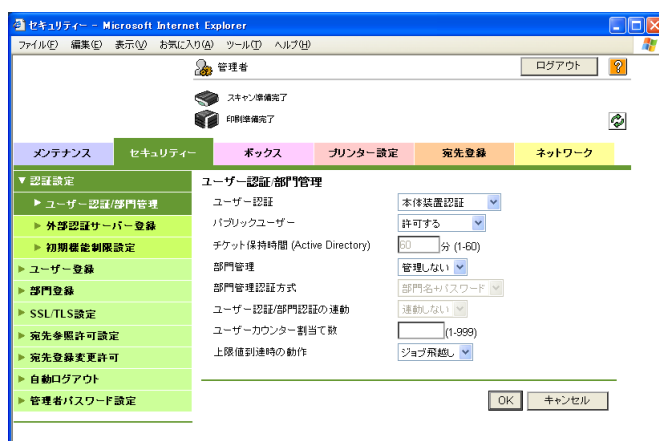 セキュリティー - Microsoft Internet Explorer
ファイル(F) 編集(E) 表示(V) お気に入り(A) ツール(T) ヘルプ(H)
管理者
ログアウト
?
スキャン準備完了
印刷準備完了
メンテナンス セキュリティー ボックス プリンター設定 宛先登録 ネットワーク
▼認証設定
▶ユーザー認証/部門管理
▶外部認証サーバー登録
▶初期機能制限設定
▶ユーザー登録
▶部門登録
▶SSL/TLS設定
▶宛先参照許可設定
▶宛先登録変更許可
▶自動ログアウト
▶管理者パスワード設定
ユーザー認証/部門管理
ユーザー認証 本体装置認証
パブリックユーザー 許可する
チケット保持時間 (Active Directory) 60 分 (1-60)
部門管理 管理しない
部門管理認証方式 部門名+パスワード
ユーザー認証/部門認証の連動 連動しない
ユーザーカウンター割当て数 (1-999)
上限値到達時の動作 ジョブ飛越し
OK キャンセル